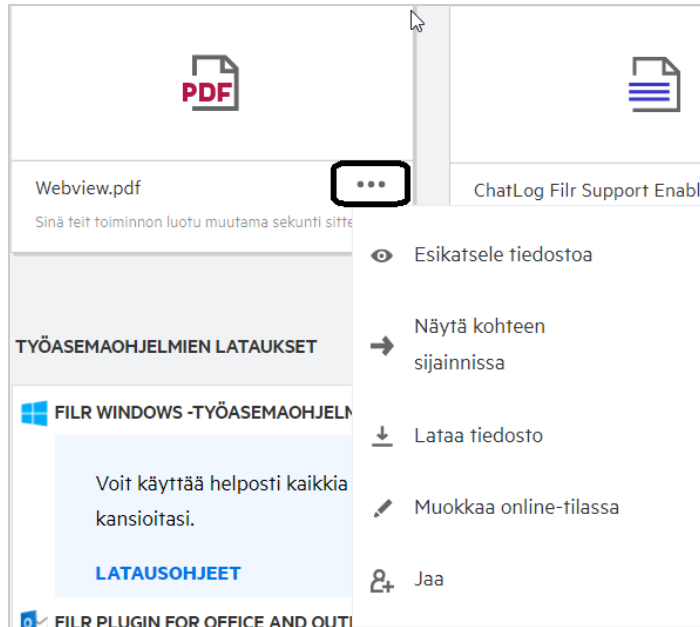 PDF
Webview.pdf
Sinä teit toiminnon luotu muutama sekunti sitte
ChatLog Filr Support Enabl
Esikatsele tiedostoa
Näytä kohteen
sijainnissa
Lataa tiedosto
Muokkaa online-tilassa
Jaa
TYÖASEMAOHJELMIEN LATAUKSET
FILR WINDOWS -TYÖASEMAOHJELM
Voit käyttää helposti kaikkia
kansioitasi.
LATAUSOHJEET
FILR PLUGIN FOR OFFICE AND OUT